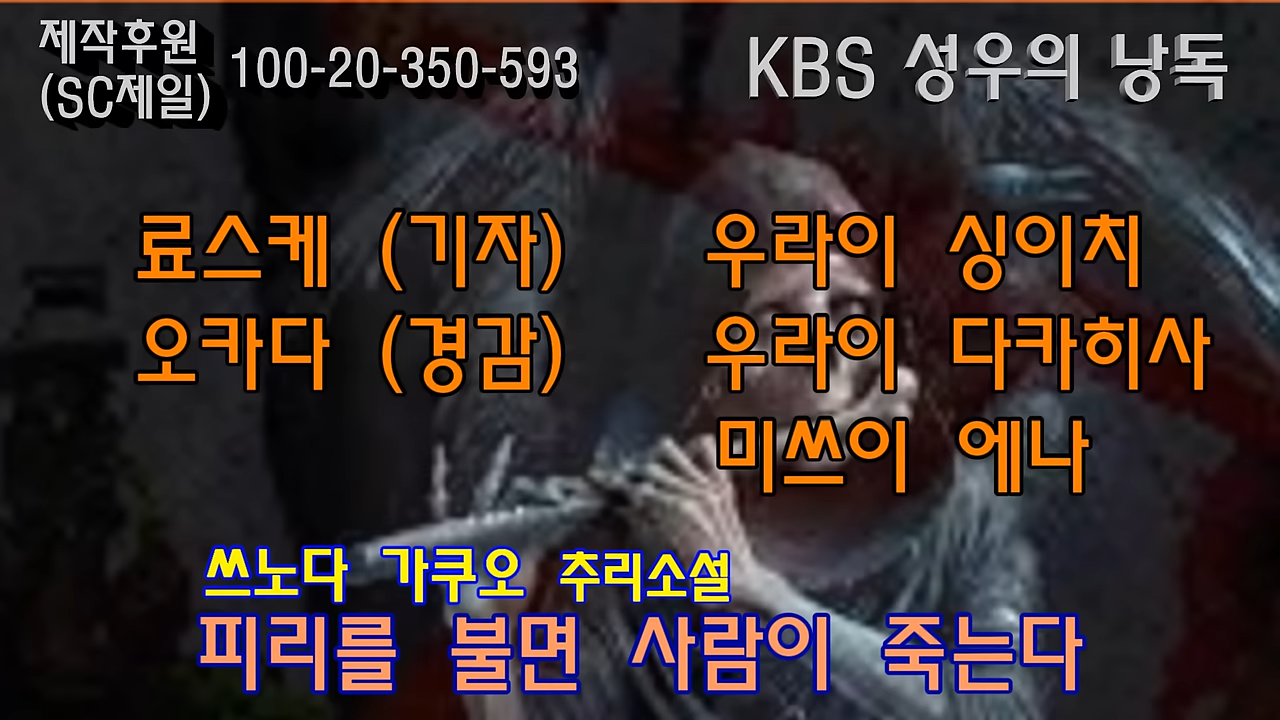 제작후원
(SC제일)
100-20-350-593
KBS 성우의 낭독
료스케 (기자)
오카다 (경감)
우라이 싱이치
우라이 다카히사
미쓰이 에나
쓰노다 가쿠오 추리소설
피리를 불면 사람이 죽는다